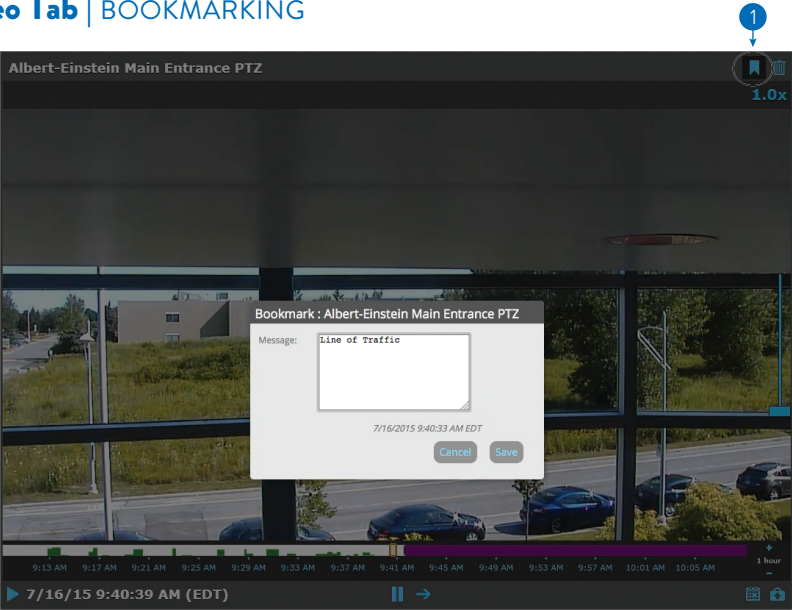 eo Tab | BOOKMARKING
1
Albert-Einstein Main Entrance PTZ
1.0x
Bookmark : Albert-Einstein Main Entrance PTZ
Message:
Line of Traffic
7/16/2015 9:40:33 AM EDT
Cancel Save
9:13 AM 9:17 AM 9:21 AM 9:25 AM 9:29 AM 9:33 AM 9:37 AM 9:41 AM 9:45 AM 9:49 AM 9:53 AM 9:57 AM 10:01 AM 10:05 AM
+
1 hour
−
7/16/15 9:40:39 AM (EDT)